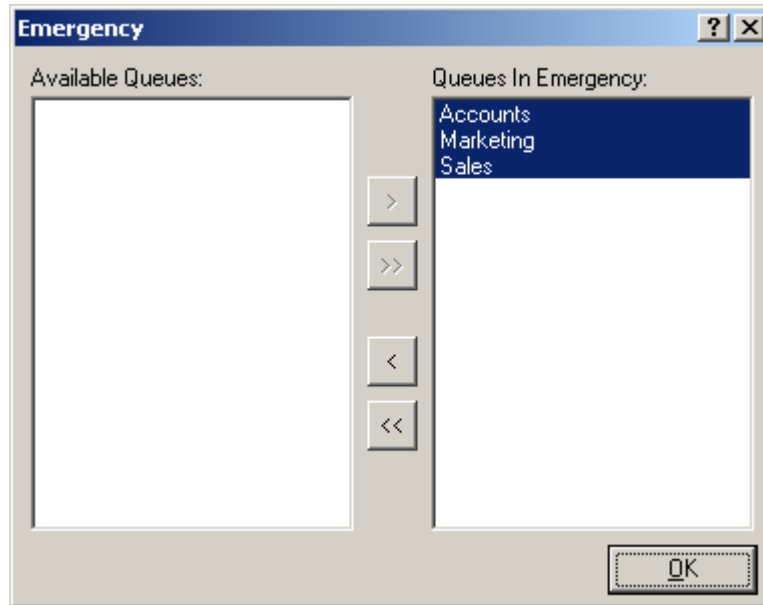 Emergency
Available Queues:
Queues In Emergency:
Accounts
Marketing
Sales
>
>>
<
<<
OK